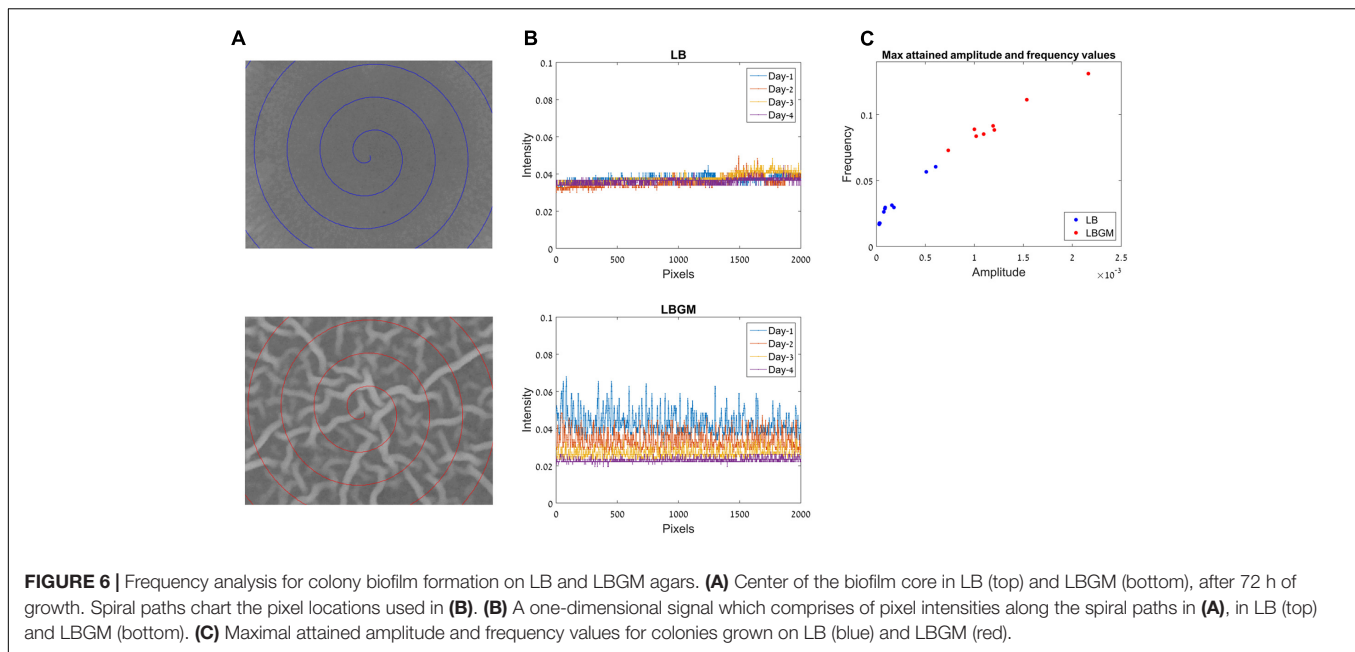 A
B
C
LB
0.1
0.08
0.06
0.04
0.02
0
Intensity
0 500 1000 1500 2000
Pixels
Day-1
Day-2
Day-3
Day-4
Max attained amplitude and frequency values
0.1
0.05
0
Frequency
0 0.5 1 1.5 2 2.5
×10⁻³
Amplitude
LB
LBGM
LBGM
0.1
0.08
0.06
0.04
0.02
0
Intensity
0 500 1000 1500 2000
Pixels
Day-1
Day-2
Day-3
Day-4
FIGURE 6 | Frequency analysis for colony biofilm formation on LB and LBGM agars. (A) Center of the biofilm core in LB (top) and LBGM (bottom), after 72 h of
growth. Spiral paths chart the pixel locations used in (B). (B) A one-dimensional signal which comprises of pixel intensities along the spiral paths in (A), in LB (top)
and LBGM (bottom). (C) Maximal attained amplitude and frequency values for colonies grown on LB (blue) and LBGM (red).